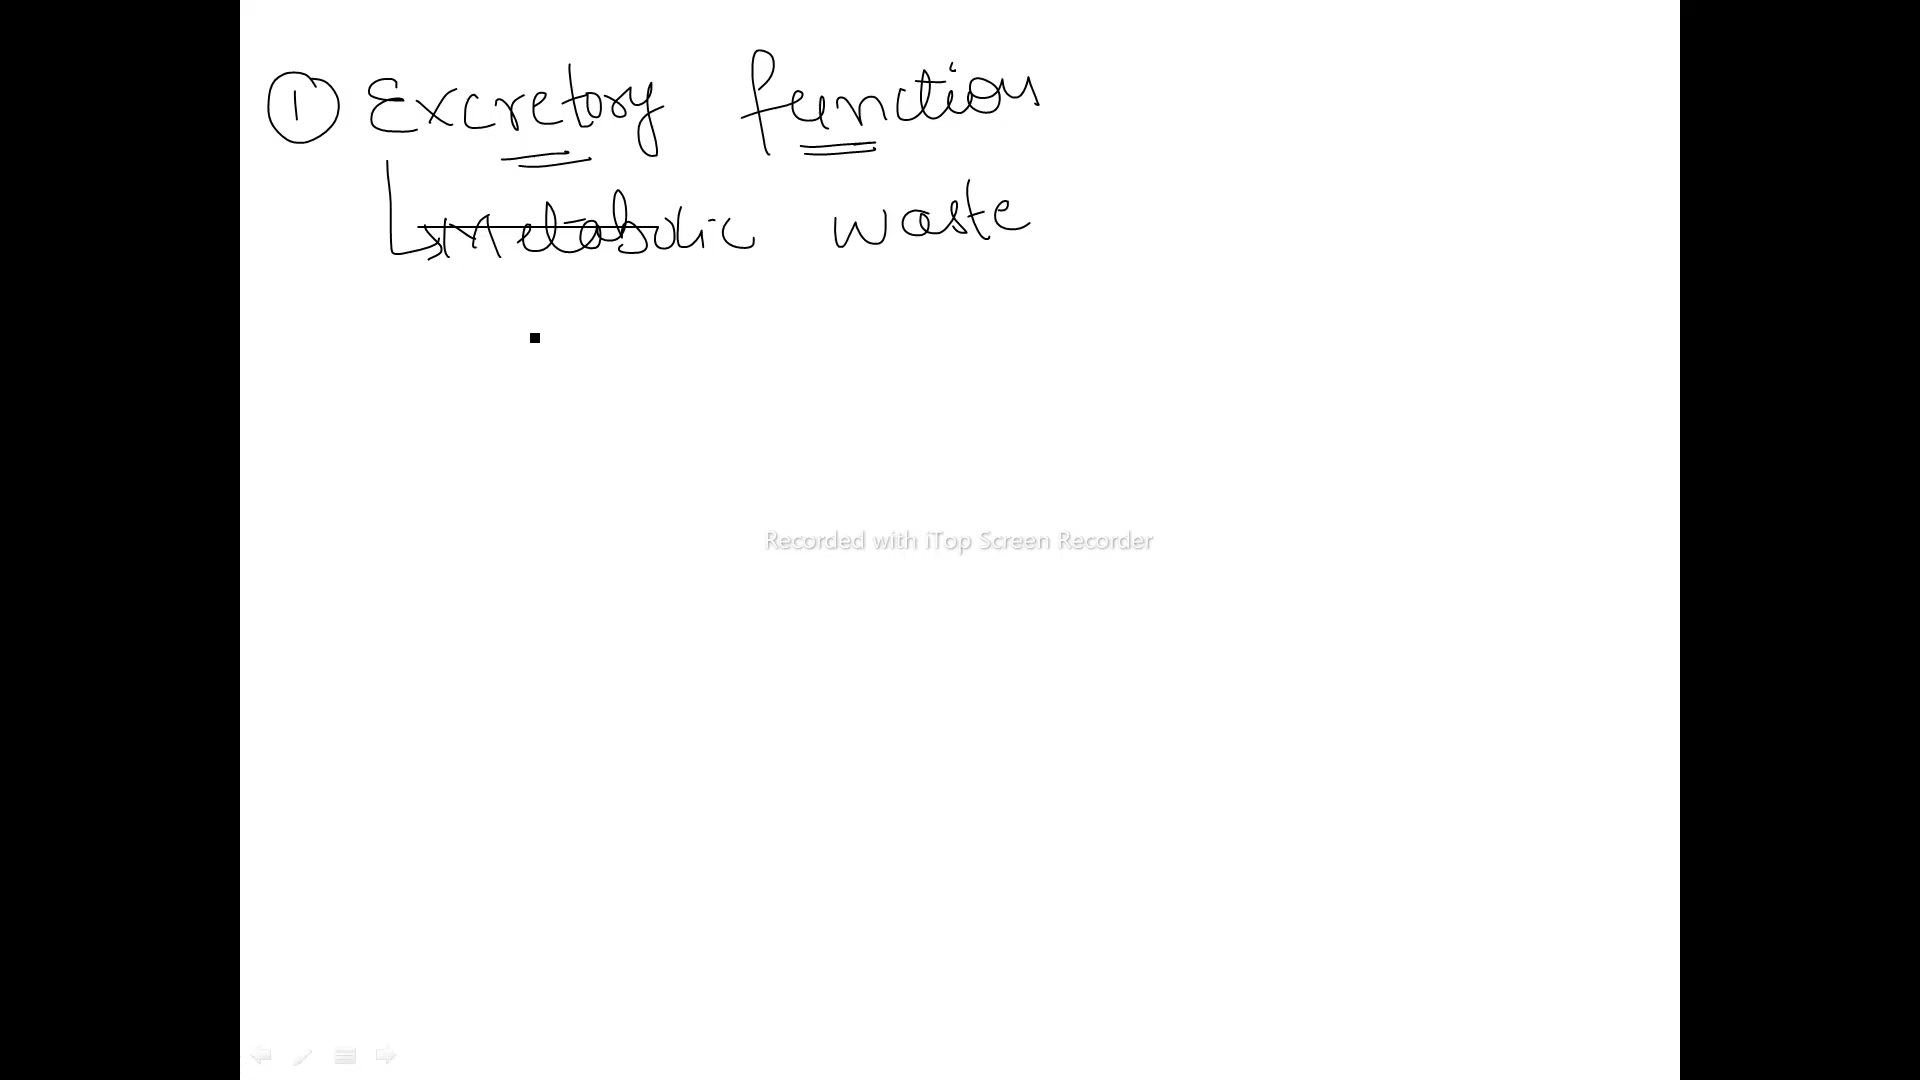 ① Excretory function
metabolic waste
Recorded with iTop Screen Recorder